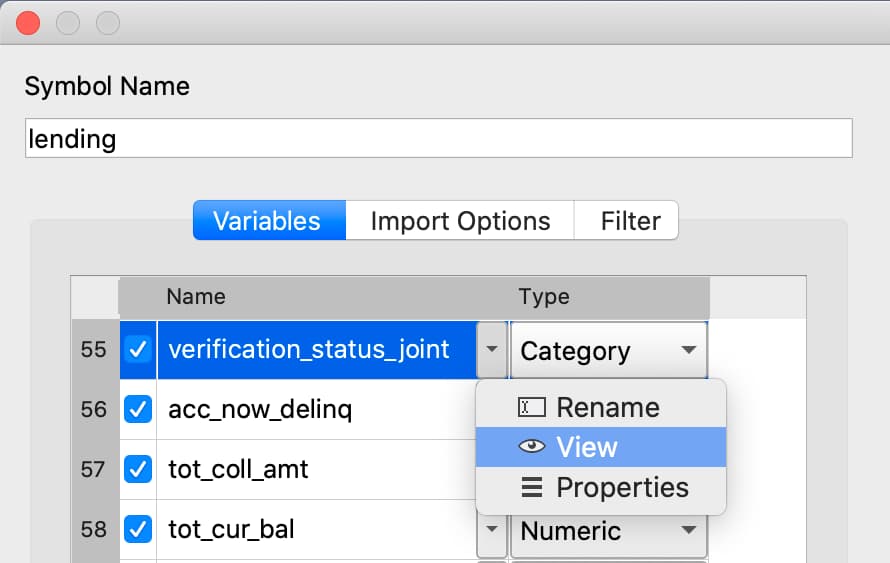 Symbol Name
lending
Variables Import Options Filter
Name Type
55 verification_status_joint Category
56 acc_now_delinq Rename
View
57 tot_coll_amt Properties
58 tot_cur_bal Numeric